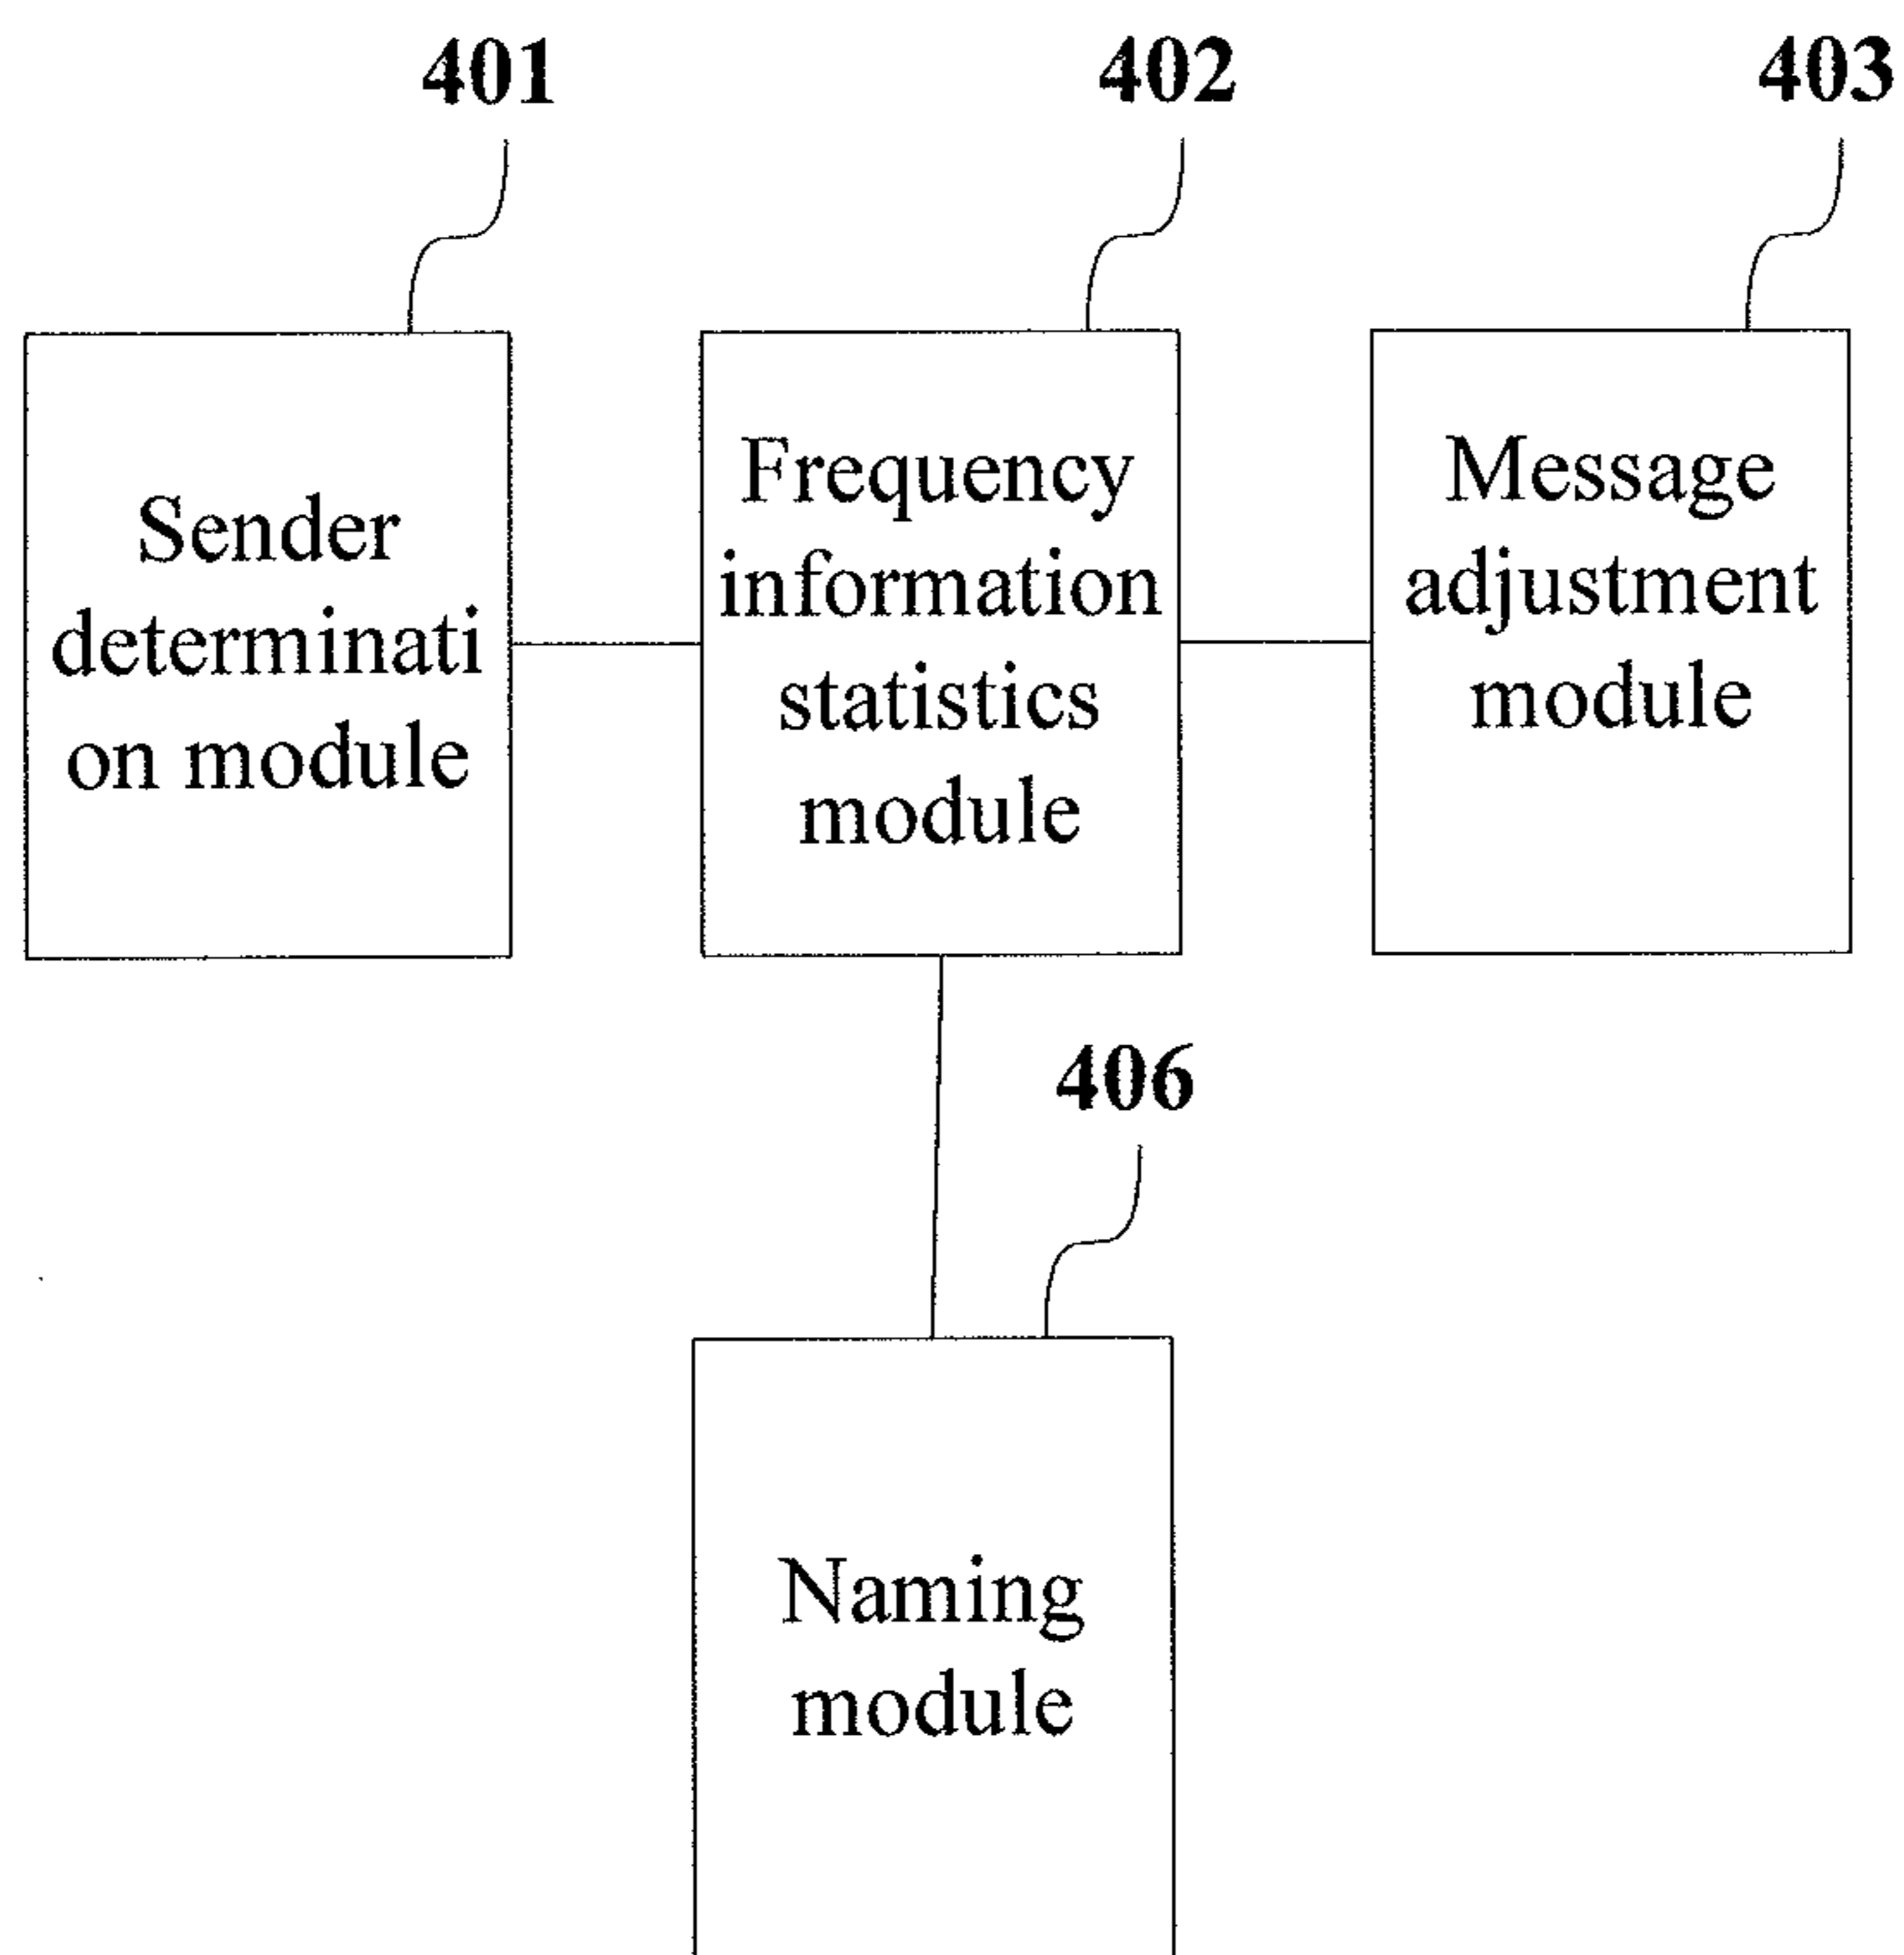 401
402
403
Sender
determinati
on module
Frequency
information
statistics
module
Message
adjustment
module
406
Naming
module